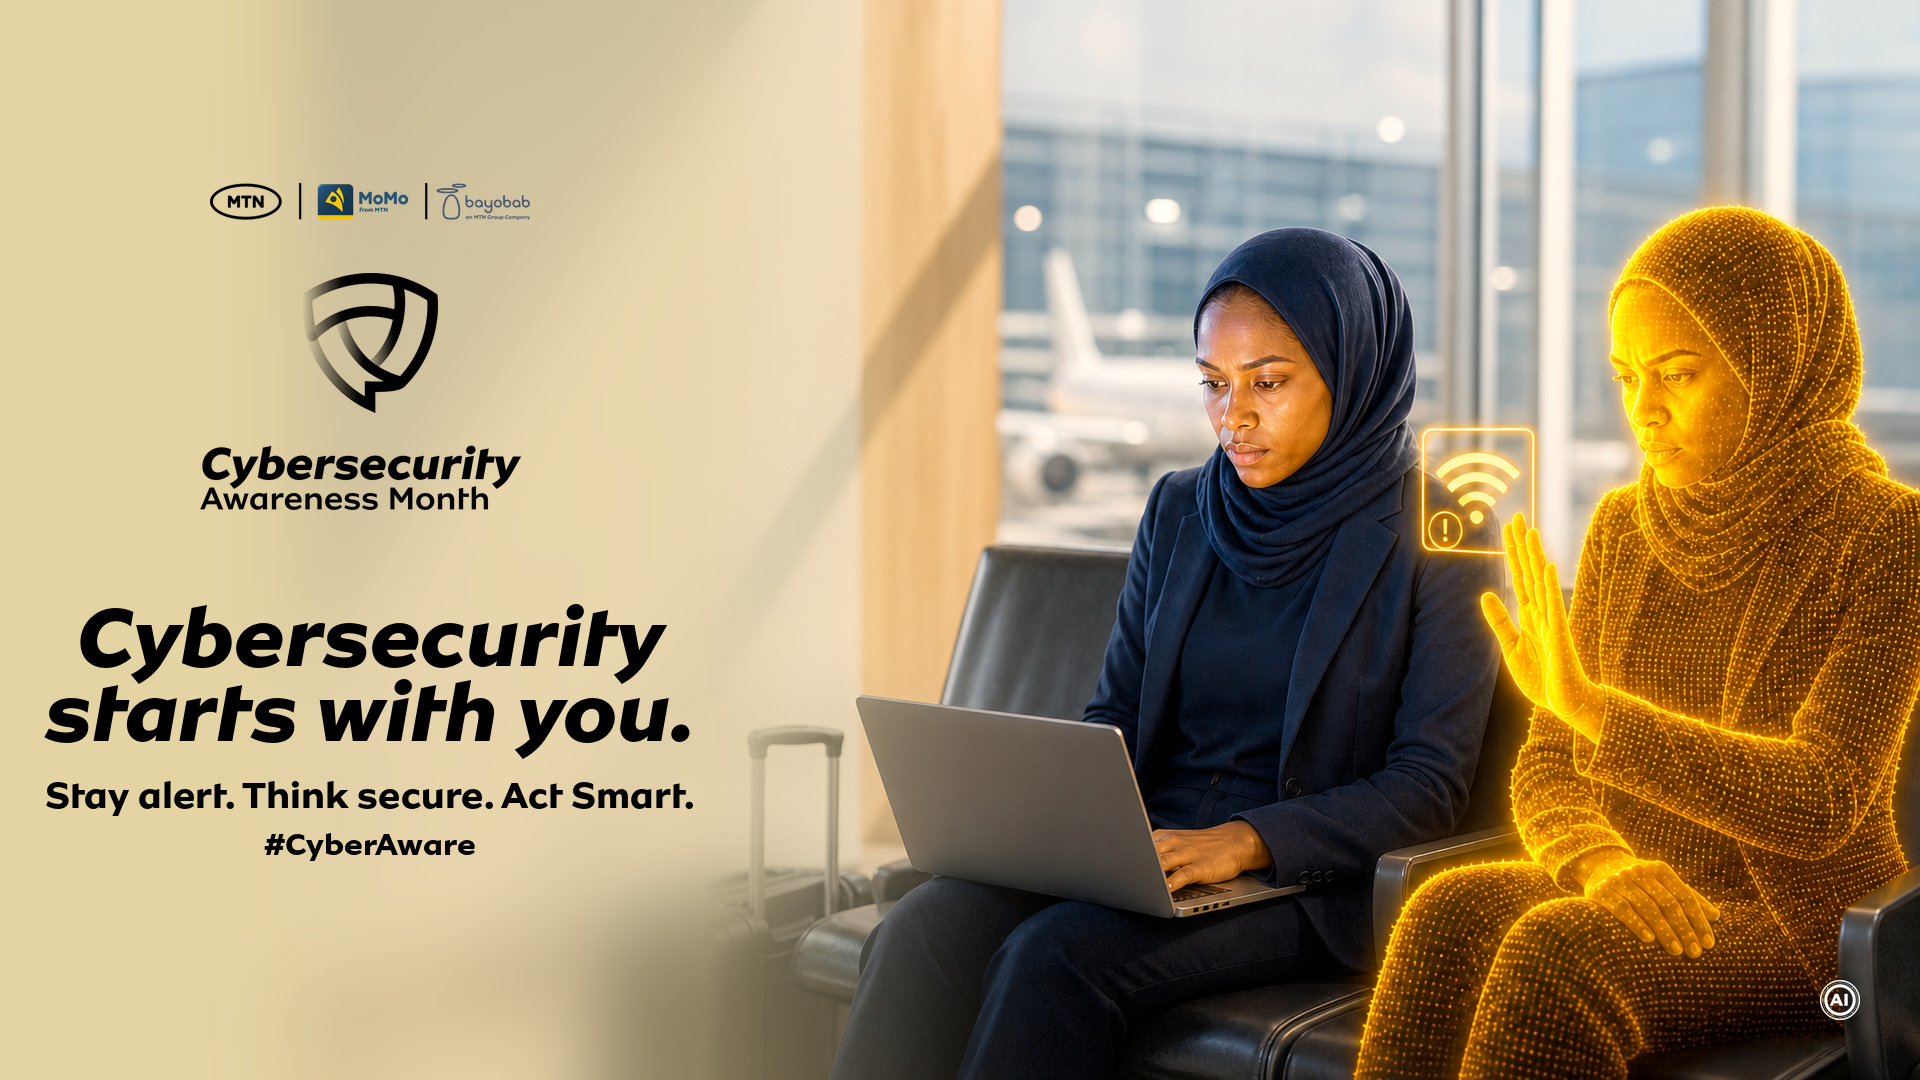 MTN
MoMo
from MTN
bayobab
an MTN Group Company
Cybersecurity
Awareness Month
Cybersecurity
starts with you.
Stay alert. Think secure. Act Smart.
#CyberAware
!
AI